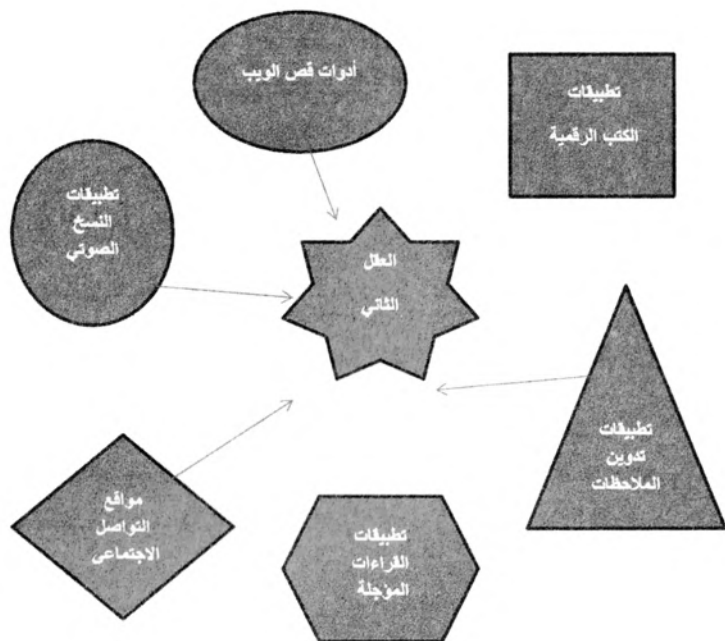 أدوات قص الويب
تطبيقات
الكتب الرقمية
تطبيقات
النسخ
الصوتي
العقل
الثاني
تطبيقات
تدوين
الملاحظات
مواقع
التواصل
الاجتماعي
تطبيقات
القراءات
المؤجلة